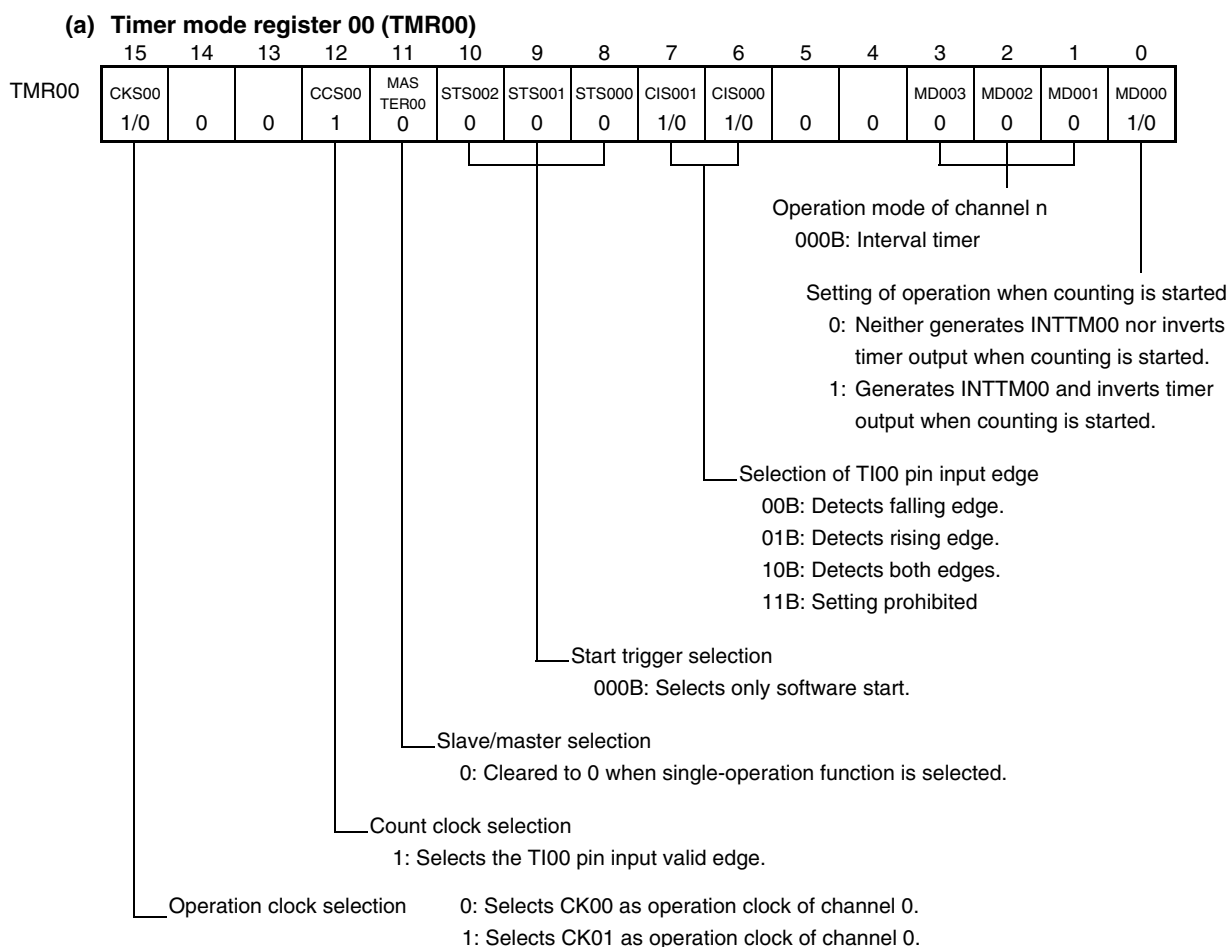 (a) Timer mode register 00 (TMR00)
15 14 13 12 11 10 9 8 7 6 5 4 3 2 1 0
TMR00 CKS00 CCS00 MAS TER00 STS002 STS001 STS000 CIS001 CIS000 MD003 MD002 MD001 MD000
1/0 0 0 1 0 0 0 0 1/0 1/0 0 0 0 0 0 1/0
Operation mode of channel n
000B: Interval timer
Setting of operation when counting is started
0: Neither generates INTTM00 nor inverts
timer output when counting is started.
1: Generates INTTM00 and inverts timer
output when counting is started.
Selection of TI00 pin input edge
00B: Detects falling edge.
01B: Detects rising edge.
10B: Detects both edges.
11B: Setting prohibited
Start trigger selection
000B: Selects only software start.
Slave/master selection
0: Cleared to 0 when single-operation function is selected.
Count clock selection
1: Selects the TI00 pin input valid edge.
Operation clock selection 0: Selects CK00 as operation clock of channel 0.
1: Selects CK01 as operation clock of channel 0.